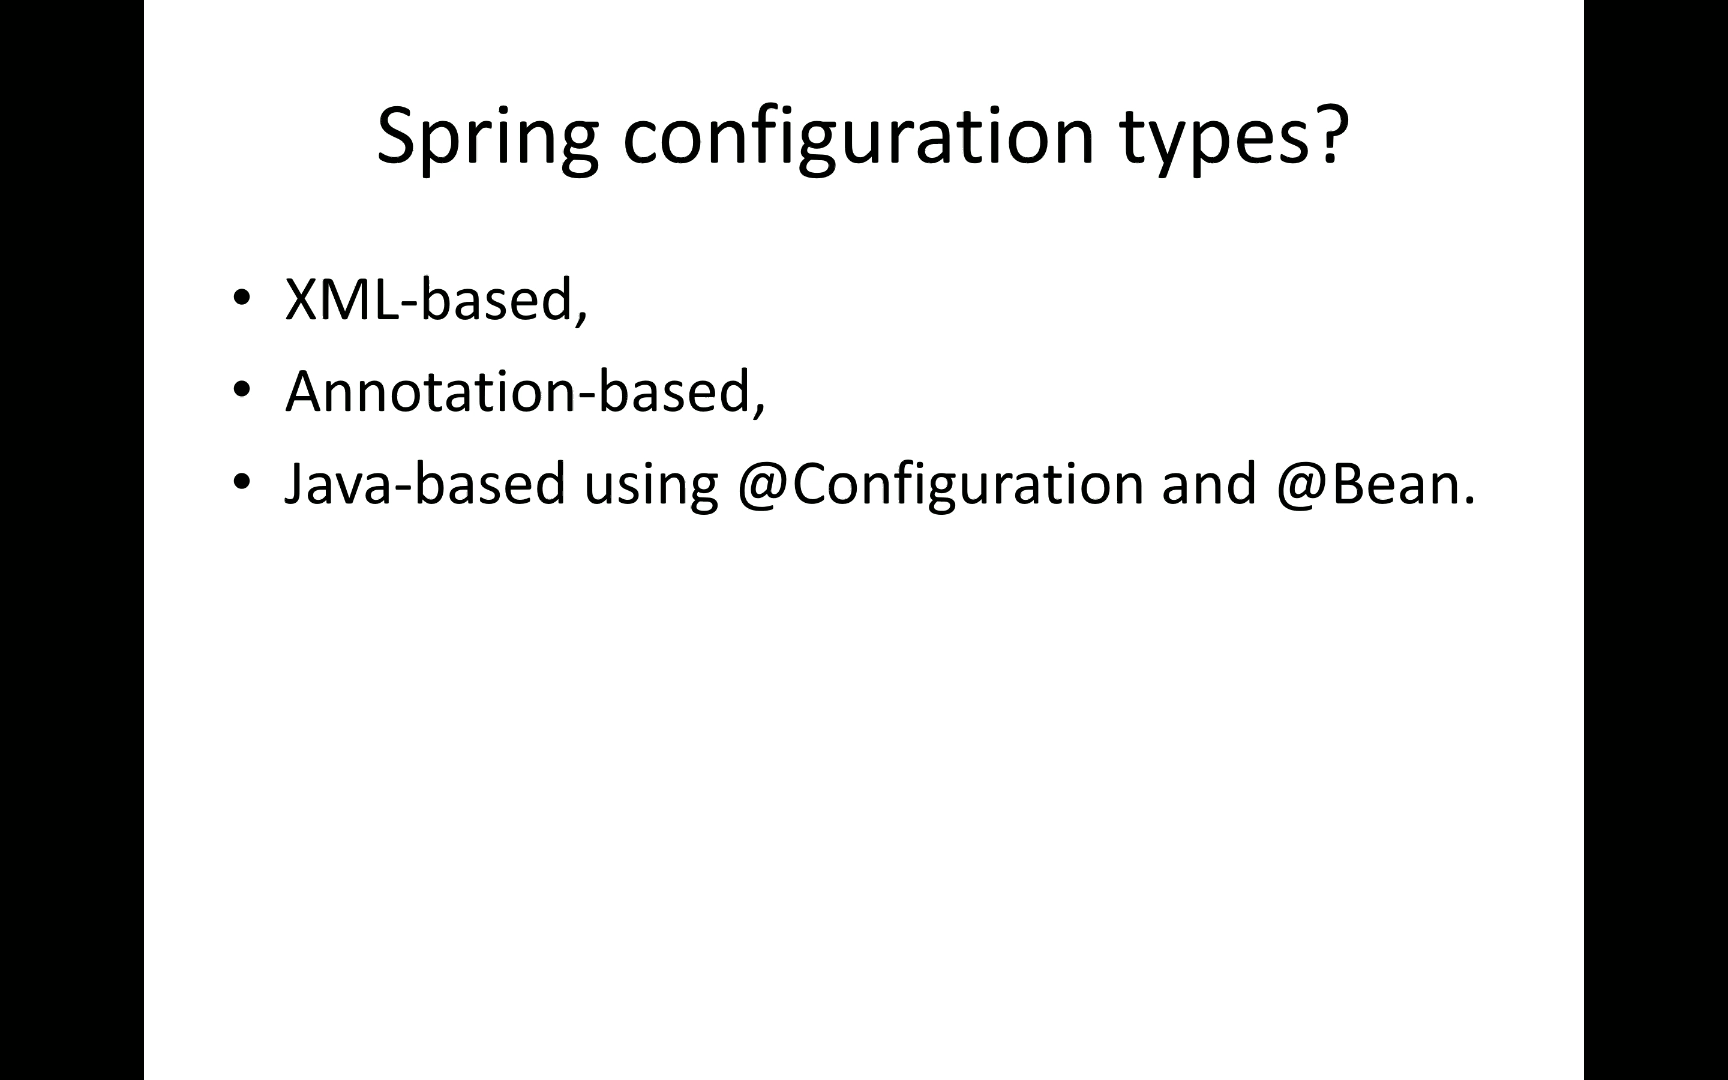 Spring configuration types?
• XML-based,
• Annotation-based,
• Java-based using @Configuration and @Bean.